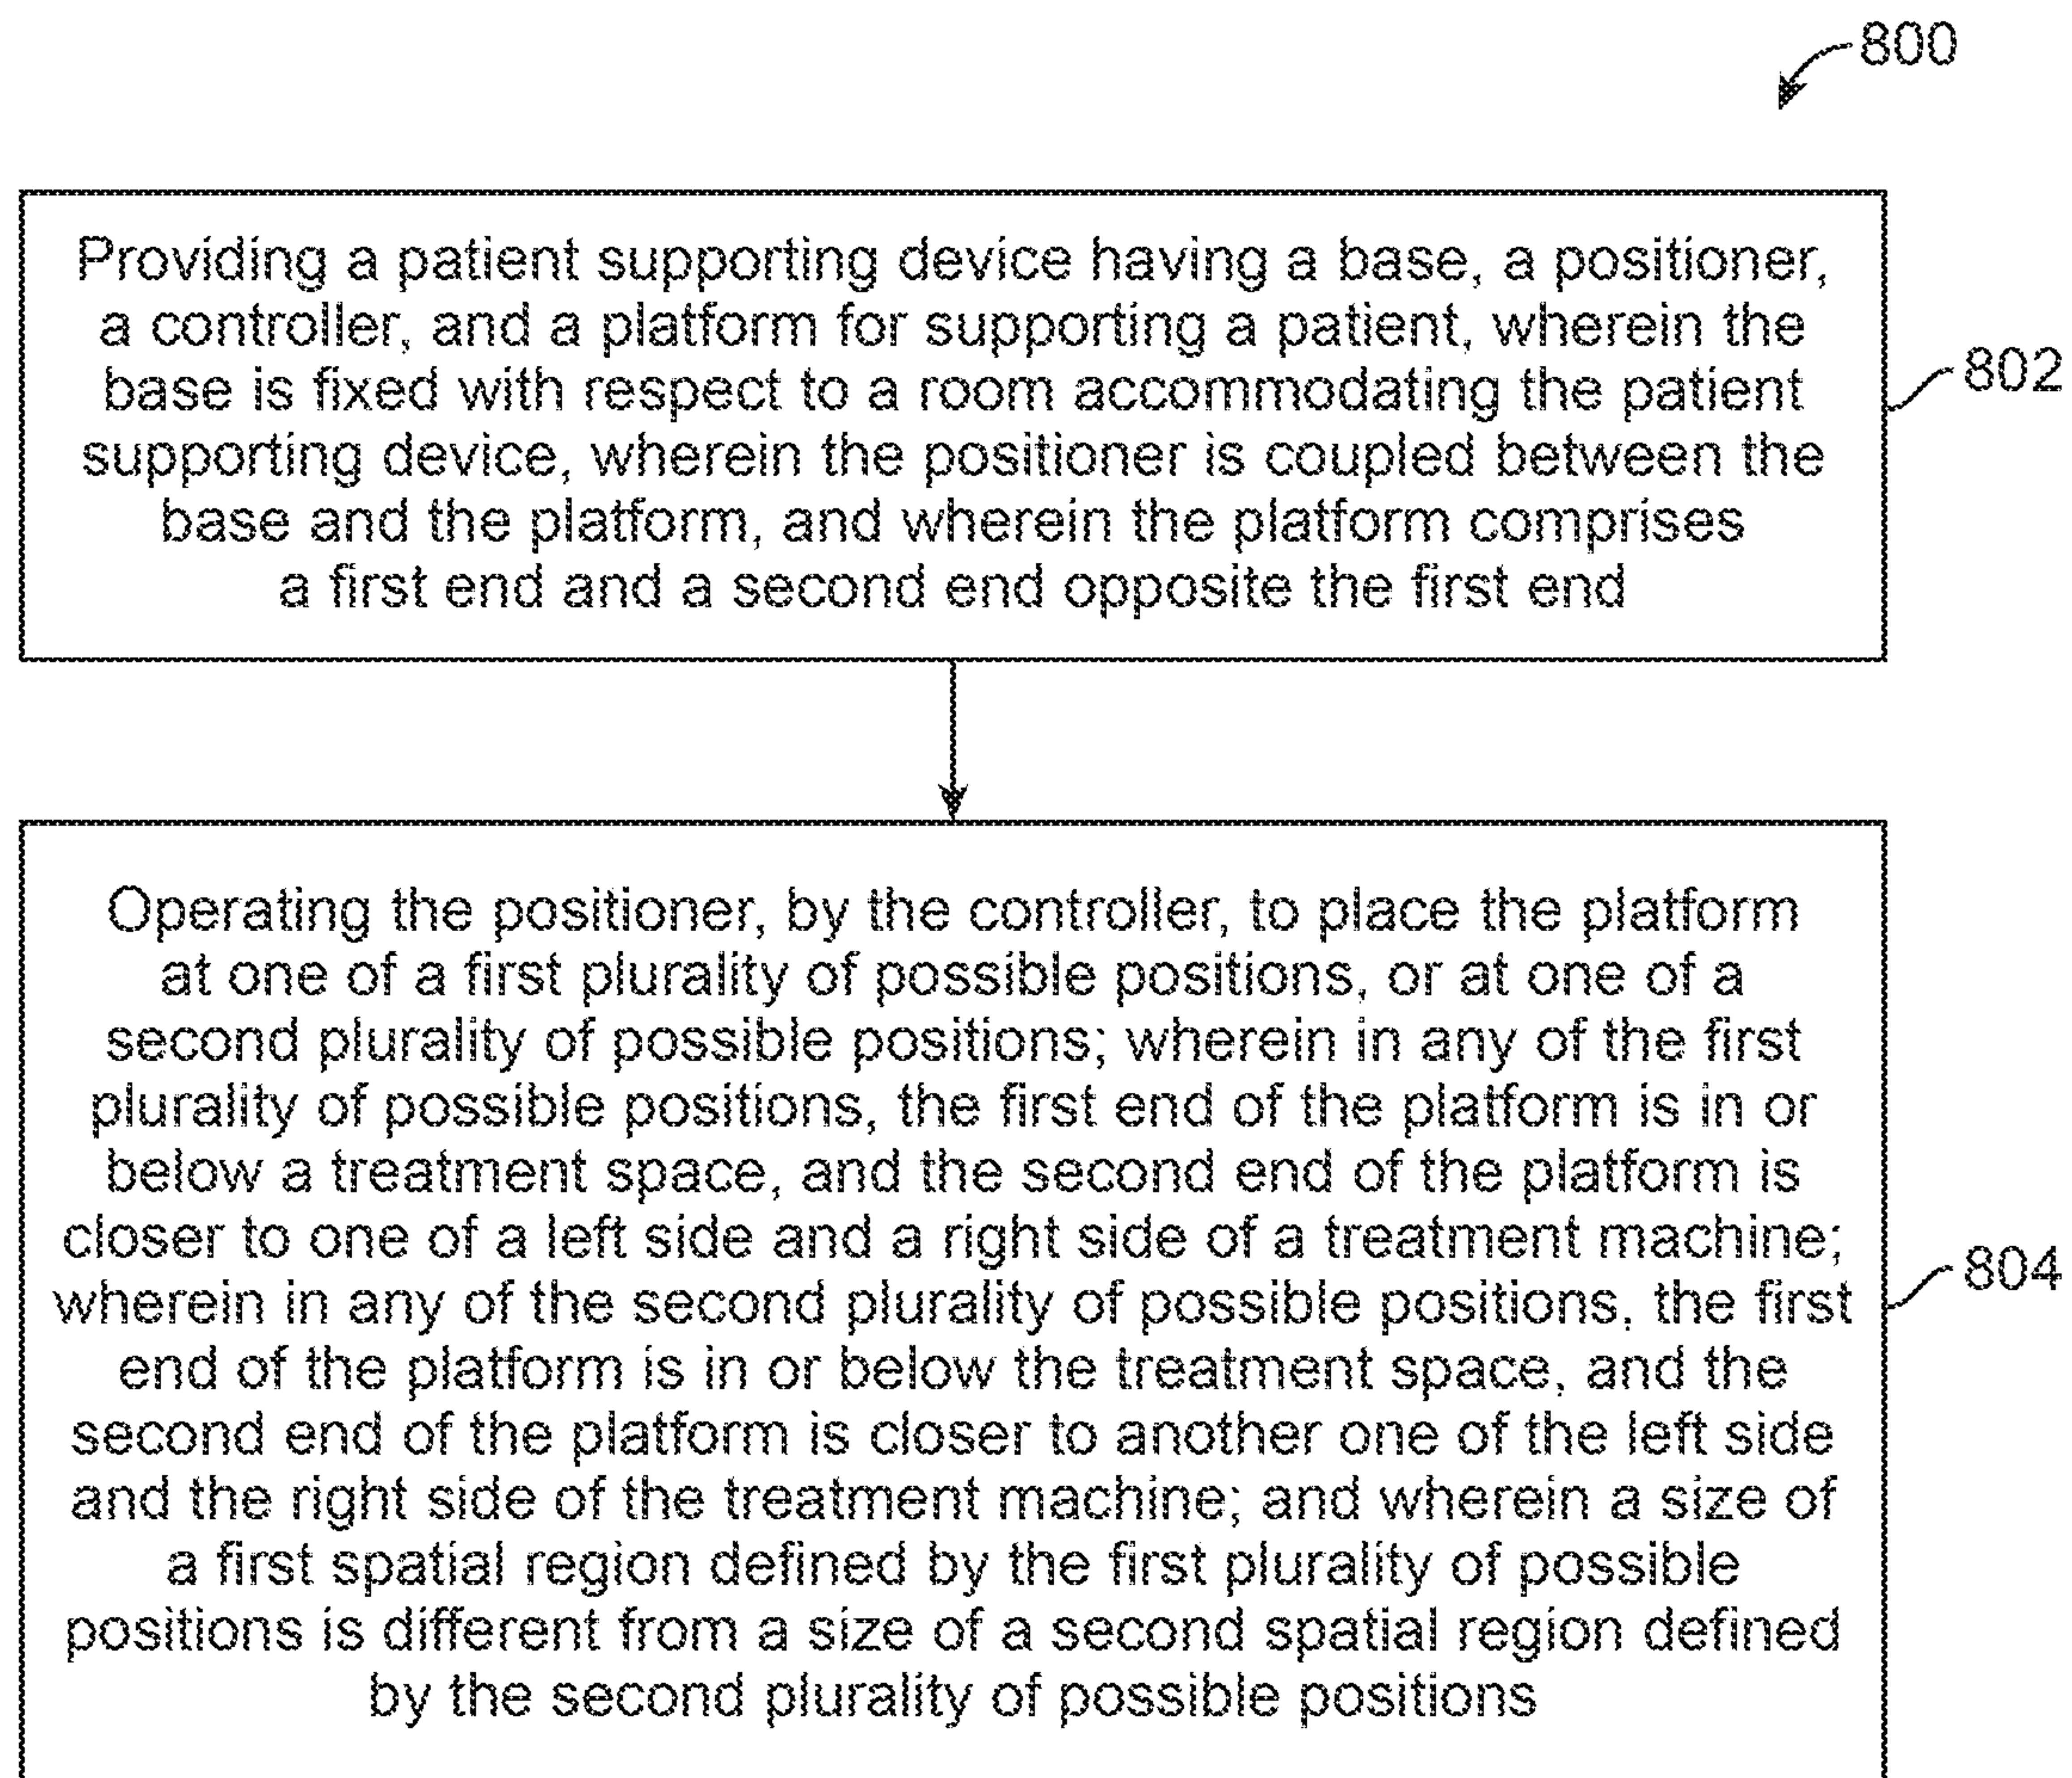 800
Providing a patient supporting device having a base, a positioner,
a controller, and a platform for supporting a patient, wherein the
base is fixed with respect to a room accommodating the patient
supporting device, wherein the positioner is coupled between the
base and the platform, and wherein the platform comprises
a first end and a second end opposite the first end
802
Operating the positioner, by the controller, to place the platform
at one of a first plurality of possible positions, or at one of a
second plurality of possible positions; wherein in any of the first
plurality of possible positions, the first end of the platform is in or
below a treatment space, and the second end of the platform is
closer to one of a left side and a right side of a treatment machine;
wherein in any of the second plurality of possible positions, the first
end of the platform is in or below the treatment space, and the
second end of the platform is closer to another one of the left side
and the right side of the treatment machine; and wherein a size of
a first spatial region defined by the first plurality of possible
positions is different from a size of a second spatial region defined
by the second plurality of possible positions
804